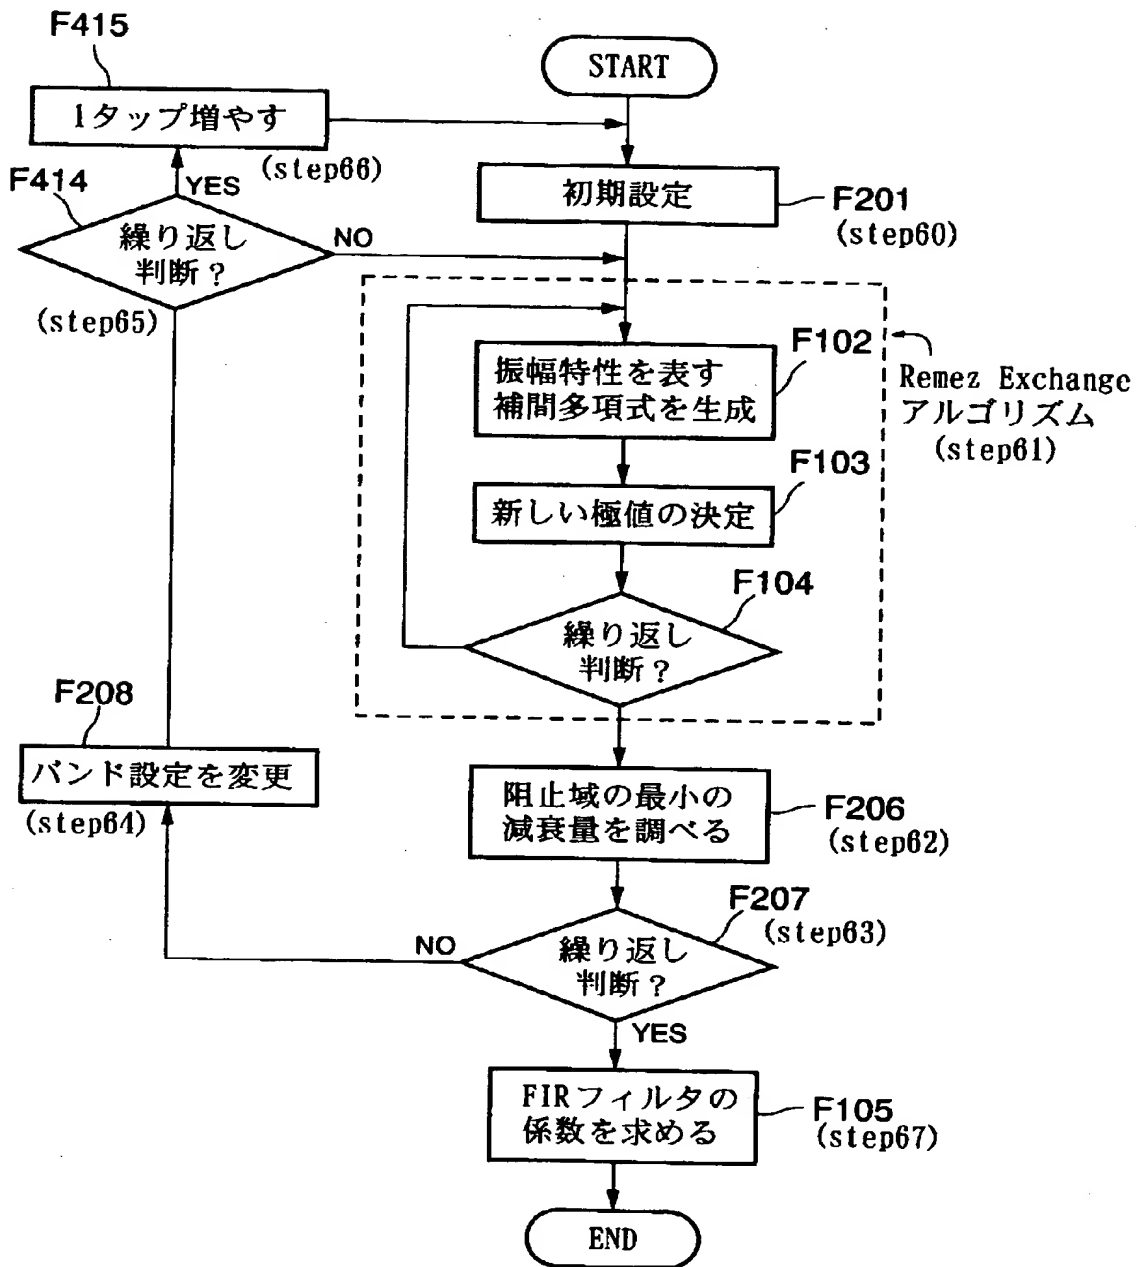 F415
START
1タップ増やす
(step66)
F414
YES
初期設定
F201
(step60)
繰り返し
判断?
NO
(step65)
F102
振幅特性を表す
補間多項式を生成
Remez Exchange
アルゴリズム
(step61)
F103
新しい極値の決定
F104
繰り返し
判断?
F208
バンド設定を変更
(step64)
阻止域の最小の
減衰量を調べる
F206
(step62)
F207
(step63)
NO
繰り返し
判断?
YES
FIRフィルタの
係数を求める
F105
(step67)
END